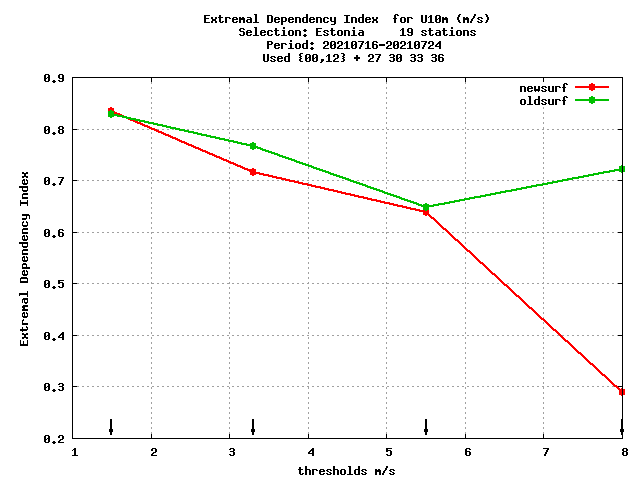 Extremal Dependency Index  for U10m (m/s)
Selection: Estonia     19 stations
Period: 20210716-20210724
Used {00,12} + 27 30 33 36
newsurf
oldsurf
Extremal Dependency Index
0.9
0.8
0.7
0.6
0.5
0.4
0.3
0.2
1 2 3 4 5 6 7 8
thresholds m/s